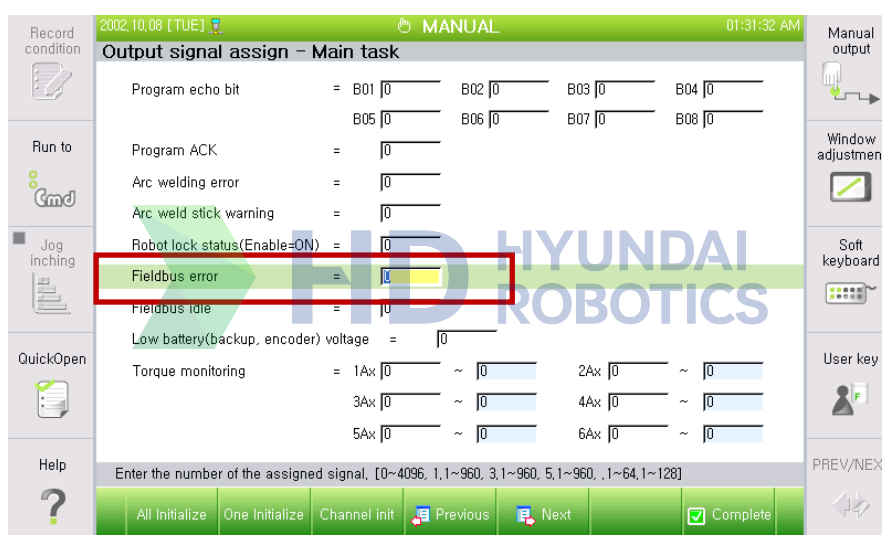 Record condition
2002,10,08 [TUE]
MANUAL
01:31:32 AM
Manual output
Output signal assign - Main task
Program echo bit = B01 0 B02 0 B03 0 B04 0
B05 0 B06 0 B07 0 B08 0
Run to
Program ACK = 0
Window adjustmen
Arc welding error = 0
Cmd
Arc weld stick warning = 0
Jog inching
Robot lock status(Enable=ON) = 0
Soft keyboard
HD HYUNDAI ROBOTICS
Fieldbus error = 0
Fieldbus idle = 0
Low battery(backup, encoder) voltage = 0
QuickOpen
Torque monitoring = 1Ax 0 ~ 0 2Ax 0 ~ 0
User key
F
3Ax 0 ~ 0 4Ax 0 ~ 0
5Ax 0 ~ 0 6Ax 0 ~ 0
Help
Enter the number of the assigned signal, [0~4096, 1,1~960, 3,1~960, 5,1~960, ,1~64,1~128]
PREV/NEX
?
All Initialize One Initialize Channel init Previous Next Complete